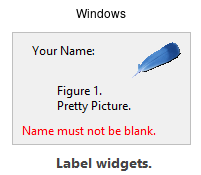 Windows
Your Name:
Figure 1.
Pretty Picture.
Name must not be blank.
Label widgets.